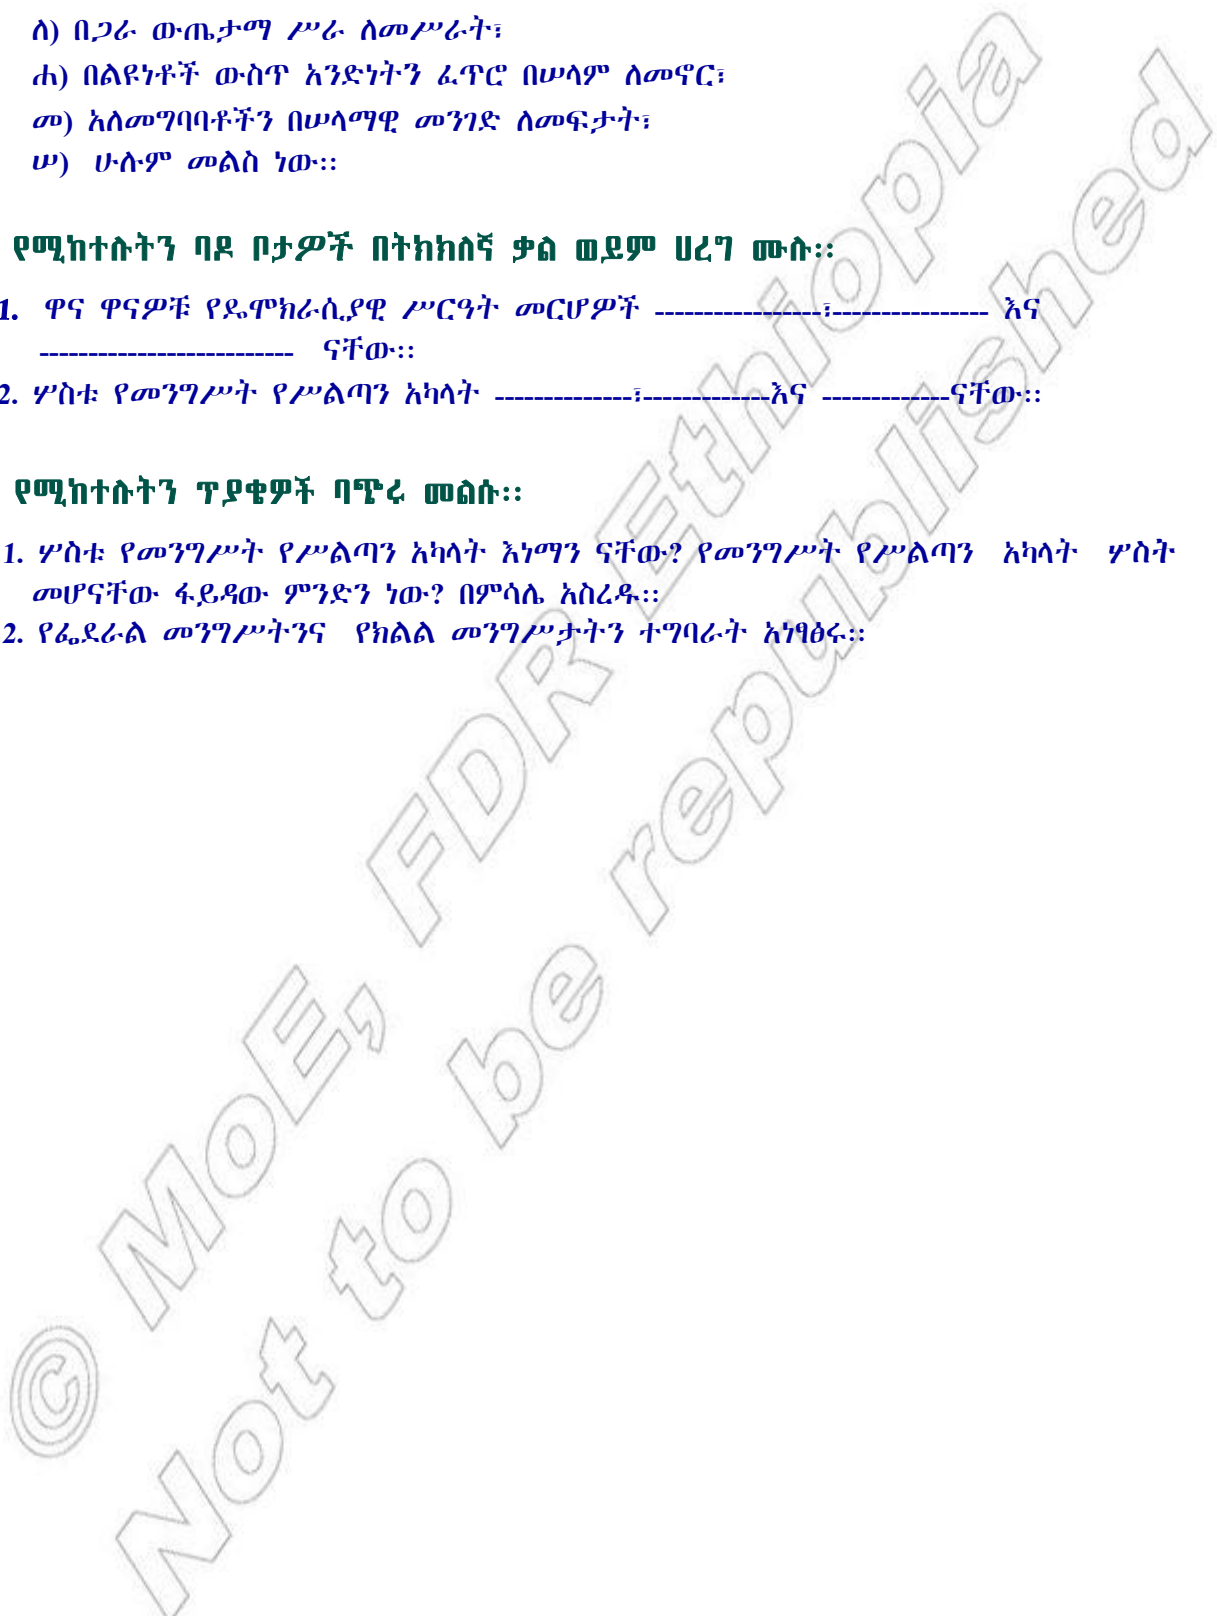 ለ) በጋራ ውጤታማ ሥራ ለመሥራት፣
ሐ) በልዩነቶች ውስጥ አንድነትን ፈጥሮ በሠላም ለመኖር፣
መ) አለመግባባቶችን በሠላማዊ መንገድ ለመፍታት፣
ሠ) ሁሉም መልስ ነው።
የሚከተሉትን ባዶ ቦታዎች በትክክለኛ ቃል ወይም ሀረግ ሙሉ።
1. ዋና ዋናዎቹ የዴሞክራሲያዊ ሥርዓት መርሆዎች -----------------፣---------------- እና
-------------------------- ናቸው።
2. ሦስቱ የመንግሥት የሥልጣን አካላት --------------፣-------------እና -------------ናቸው።
የሚከተሉትን ጥያቄዎች ባጭሩ መልሱ።
1. ሦስቱ የመንግሥት የሥልጣን አካላት እነማን ናቸው? የመንግሥት የሥልጣን አካላት ሦስት
መሆናቸው ፋይዳው ምንድን ነው? በምሳሌ አስረዱ።
2. የፌደራል መንግሥትንና የክልል መንግሥታትን ተግባራት አነፃፅሩ።
© MoE, FDR Ethiopia
Not to be republished